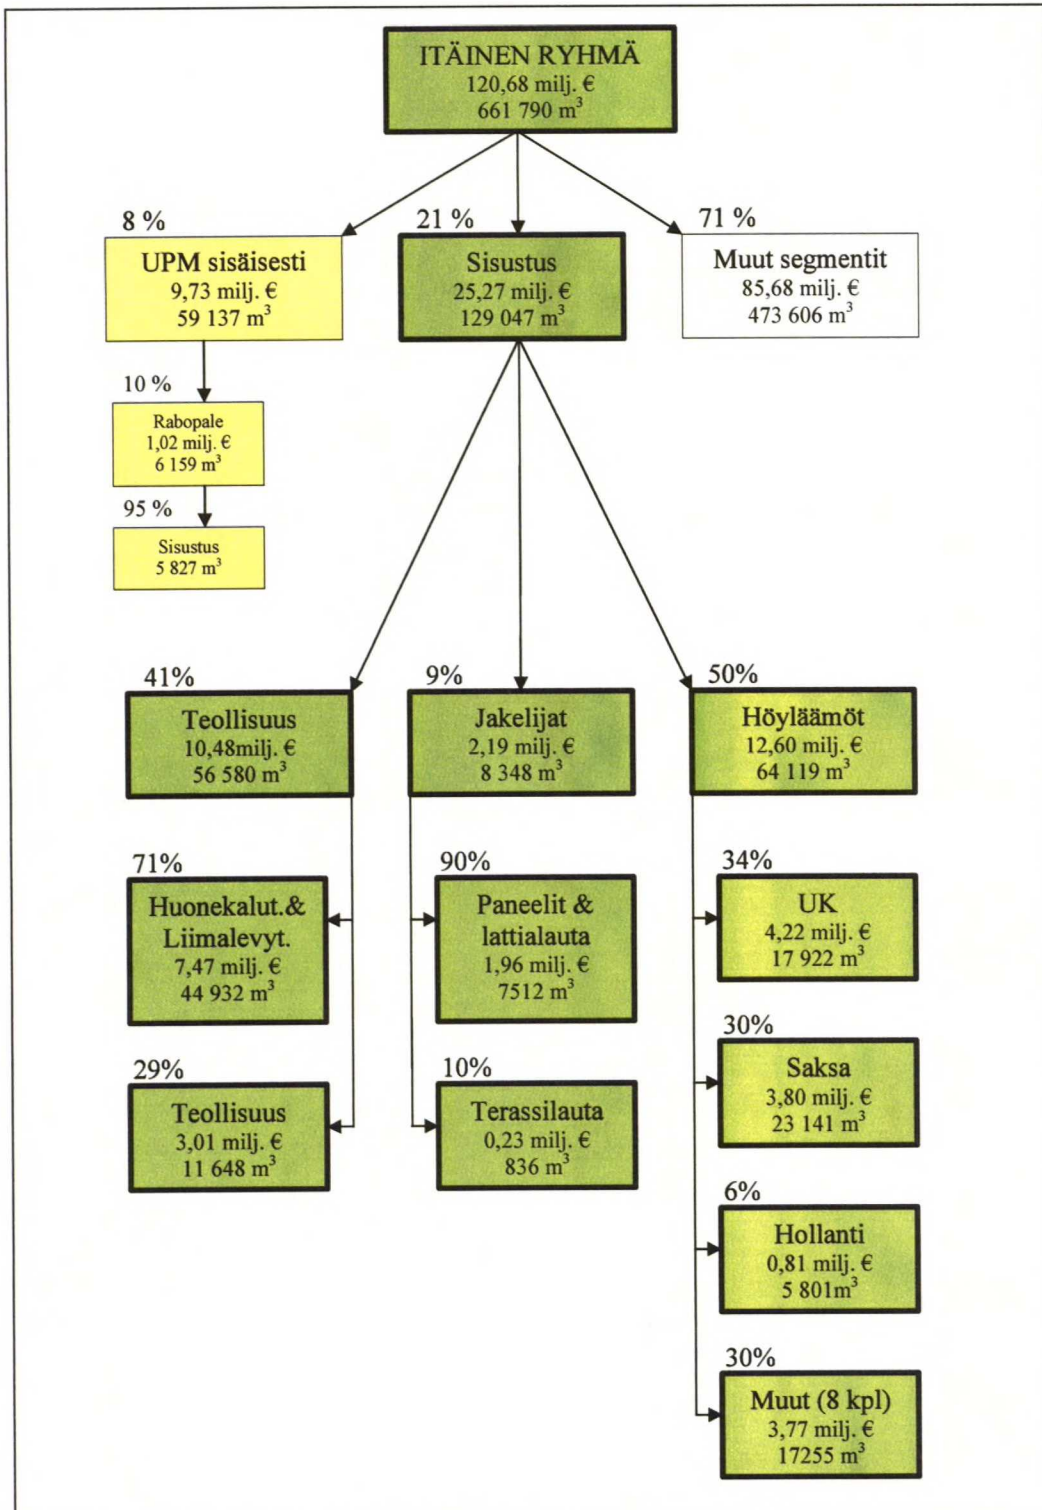 ITÄINEN RYHMÄ
120,68 milj. €
661 790 m³
8 %
UPM sisäisesti
9,73 milj. €
59 137 m³
21 %
Sisustus
25,27 milj. €
129 047 m³
71 %
Muut segmentit
85,68 milj. €
473 606 m³
10 %
Rabopale
1,02 milj. €
6 159 m³
95 %
Sisustus
5 827 m³
41%
Teollisuus
10,48milj. €
56 580 m³
9%
Jakelijat
2,19 milj. €
8 348 m³
50%
Höyläämöt
12,60 milj. €
64 119 m³
71%
Huonekalut.&
Liimalevyt.
7,47 milj. €
44 932 m³
29%
Teollisuus
3,01 milj. €
11 648 m³
90%
Paneelit &
lattialauta
1,96 milj. €
7512 m³
10%
Terassilauta
0,23 milj. €
836 m³
34%
UK
4,22 milj. €
17 922 m³
30%
Saksa
3,80 milj. €
23 141 m³
6%
Hollanti
0,81 milj. €
5 801m³
30%
Muut (8 kpl)
3,77 milj. €
17255 m³